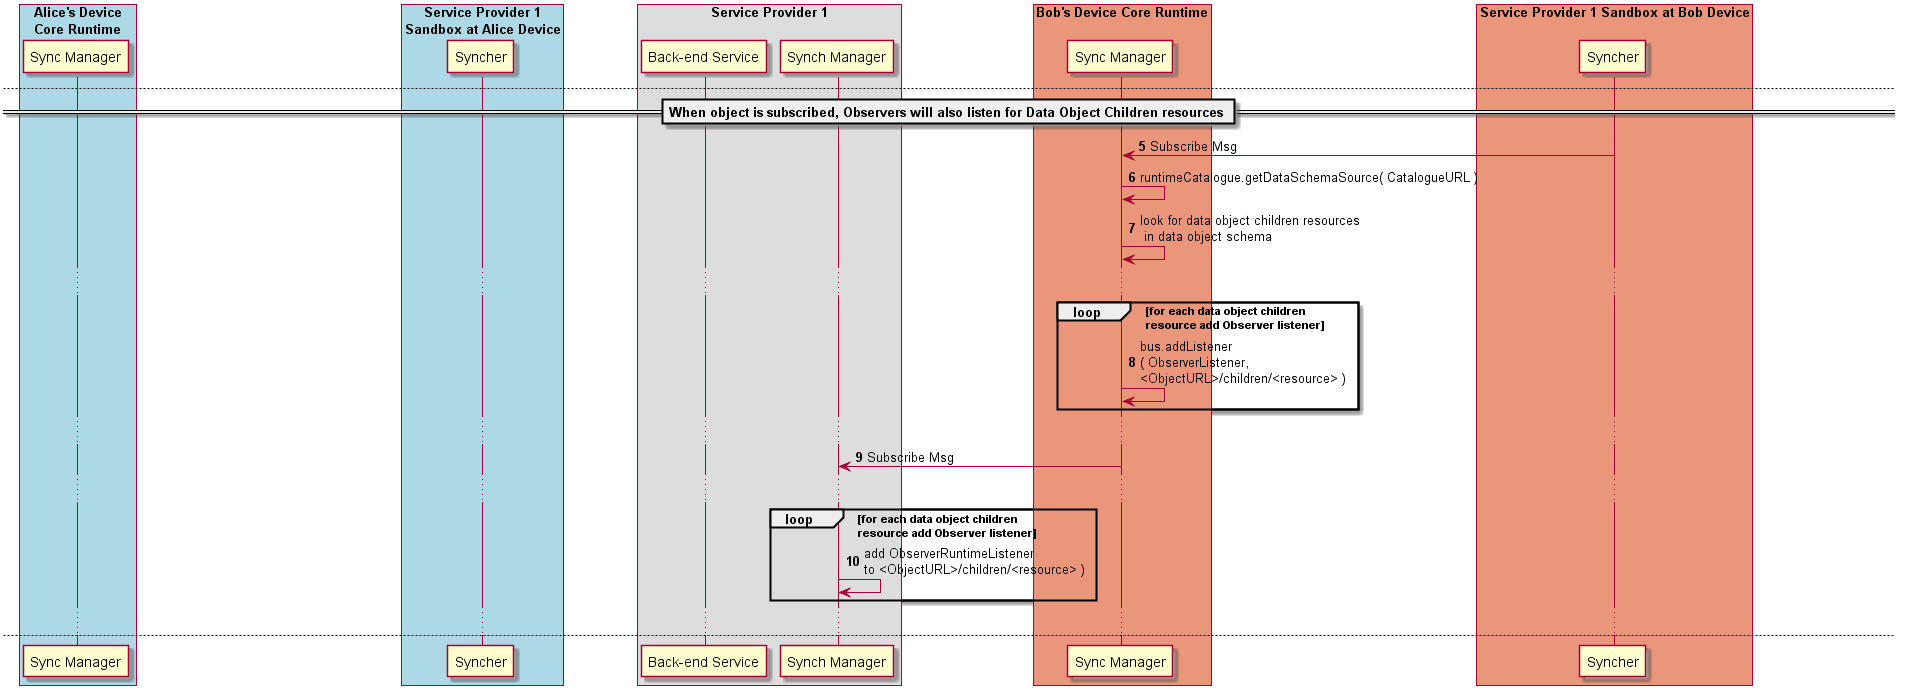 Alice's Device
Core Runtime
Service Provider 1
Sandbox at Alice Device
Service Provider 1
Bob's Device Core Runtime
Service Provider 1 Sandbox at Bob Device
Sync Manager
Syncher
Back-end Service
Synch Manager
Sync Manager
Syncher
When object is subscribed, Observers will also listen for Data Object Children resources
5 Subscribe Msg
6 runtimeCatalogue.getDataSchemaSource( CatalogueURL )
7 look for data object children resources
in data object schema
loop [for each data object children
resource add Observer listener]
bus.addListener
8 ( ObserverListener,
<ObjectURL>/children/<resource> )
9 Subscribe Msg
loop [for each data object children
resource add Observer listener]
10 add ObserverRuntimeListener
to <ObjectURL>/children/<resource> )
Sync Manager
Syncher
Back-end Service
Synch Manager
Sync Manager
Syncher